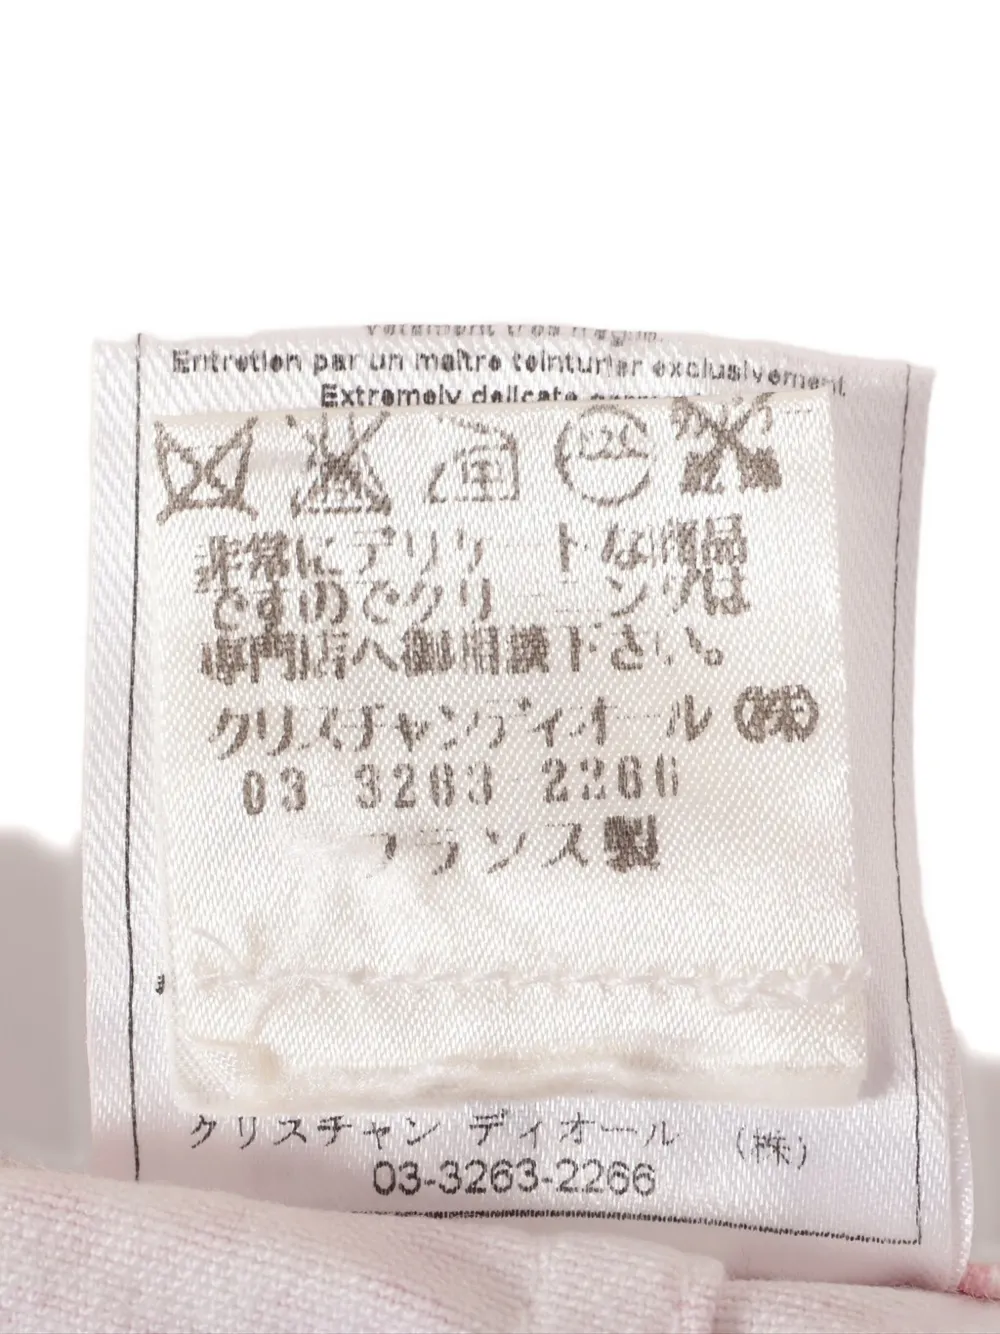 Vêtement très fragile.
Entretien par un maître teinturier exclusivement
Extremely delicate
非常にデリケートな商品
ですのでクリーニングは
専門店へ御相談下さい。
クリスチャンディオール(株)
03-3263-2266
フランス製
クリスチャン ディオール (株)
03-3263-2266